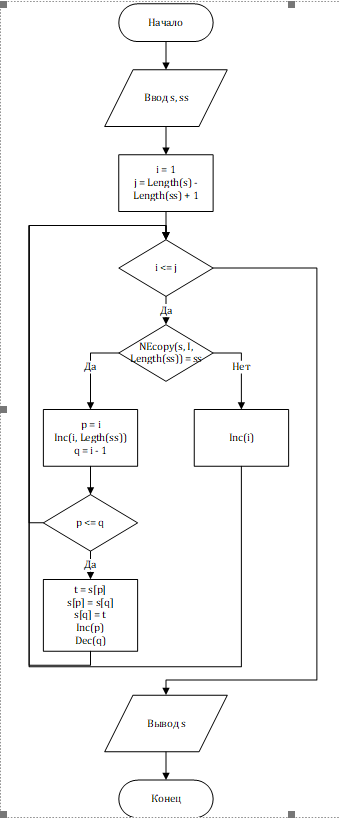 Начало
Ввод s, ss
i = 1
j = Length(s) -
Length(ss) + 1
i <= j
Да
NEcopy(s, I,
Length(ss)) = ss
Да
Нет
p = i
Inc(i, Legth(ss))
q = i - 1
Inc(i)
p <= q
Да
t = s[p]
s[p] = s[q]
s[q] = t
Inc(p)
Dec(q)
Вывод s
Конец